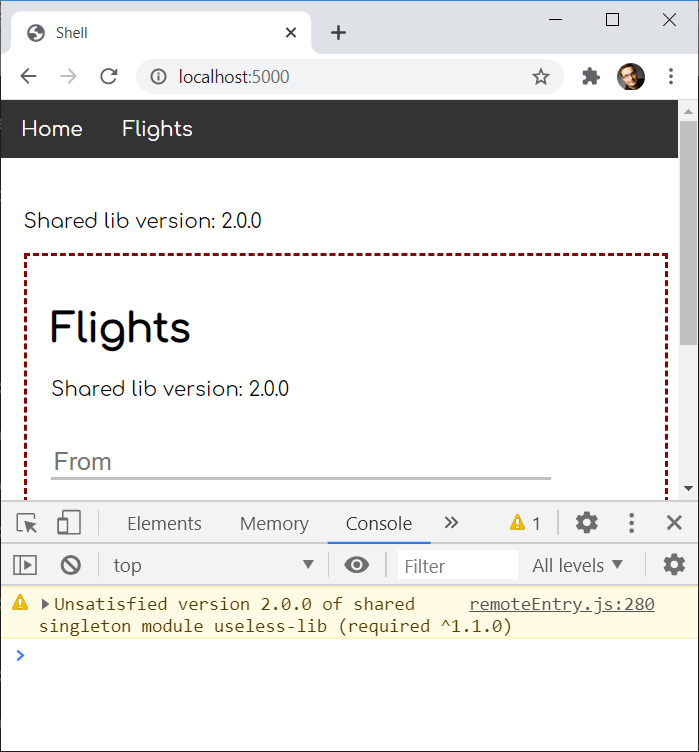 Shell
localhost:5000
Home Flights
Shared lib version: 2.0.0
Flights
Shared lib version: 2.0.0
From
Elements Memory Console 1
top Filter All levels
Unsatisfied version 2.0.0 of shared remoteEntry.js:280
singleton module useless-lib (required ^1.1.0)